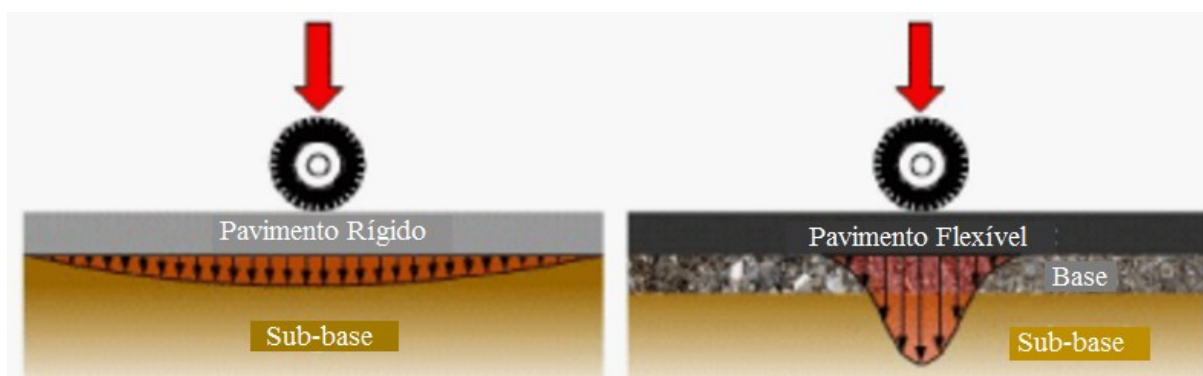 Pavimento Rígido
Sub-base
Pavimento Flexível
Base
Sub-base